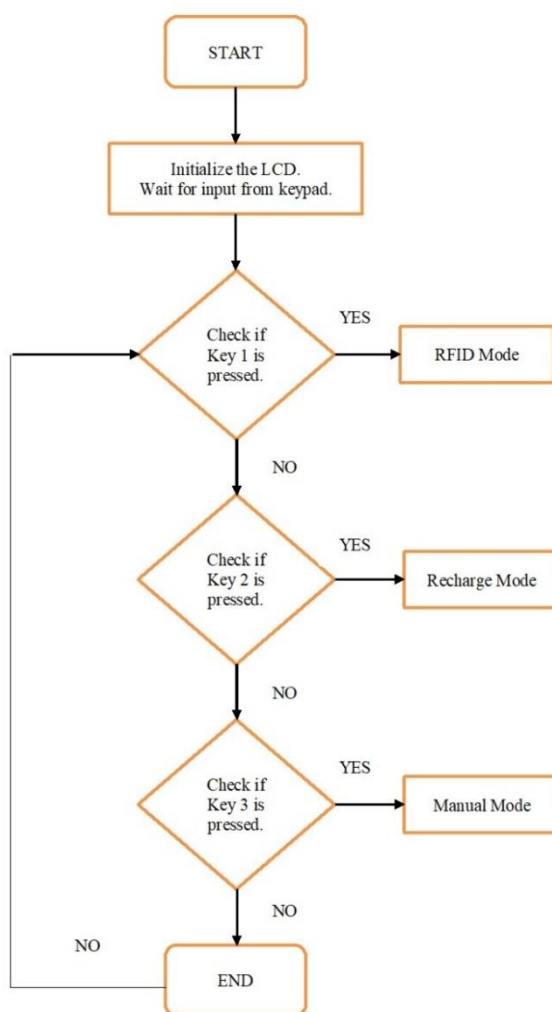 START
Initialize the LCD.
Wait for input from keypad.
YES
Check if
Key 1 is
pressed.
RFID Mode
NO
YES
Check if
Key 2 is
pressed.
Recharge Mode
NO
YES
Check if
Key 3 is
pressed.
Manual Mode
NO
NO
END